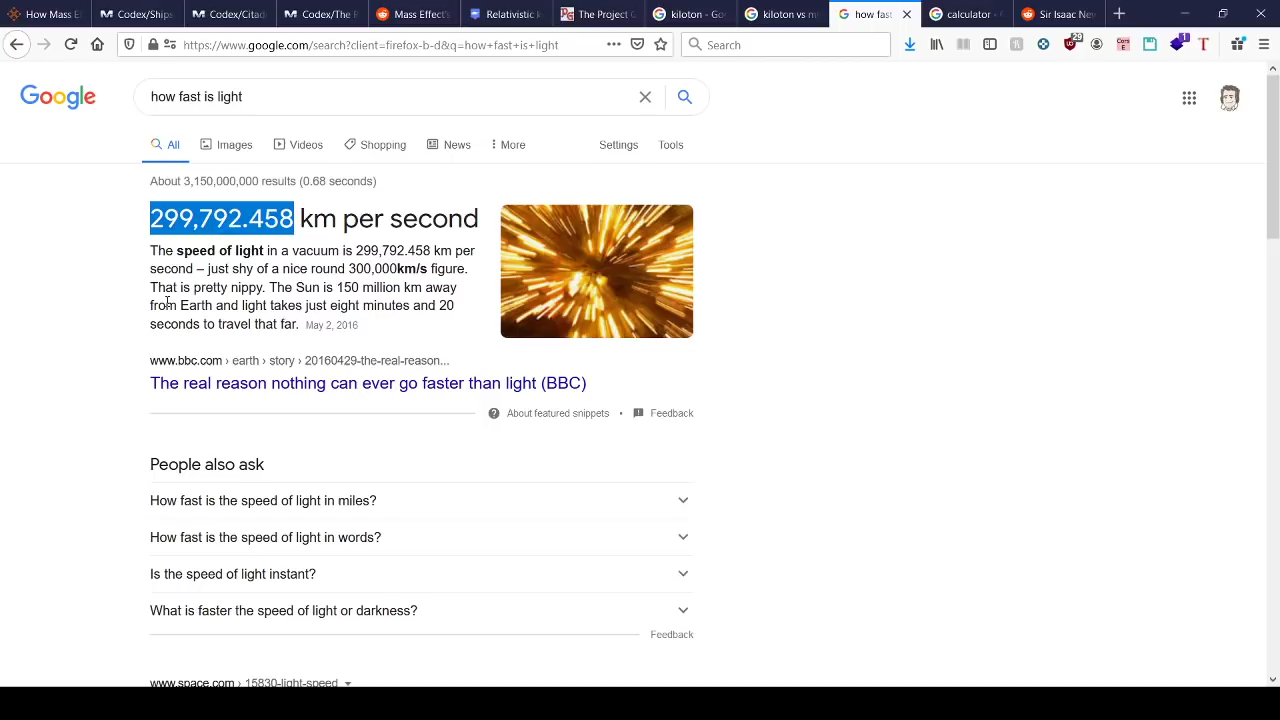 How Mass E
Codex/Ships
Codex/Citad
Codex/The R
Mass Effect's
Relativistic k
The Project G
kiloton - Goo
kiloton vs me
how fast
calculator - G
Sir Isaac New
https://www.google.com/search?client=firefox-b-d&q=how+fast+is+light
Search
29
1
Google
how fast is light
All
Images
Videos
Shopping
News
More
Settings
Tools
About 3,150,000,000 results (0.68 seconds)
299,792.458 km per second
The speed of light in a vacuum is 299,792.458 km per
second – just shy of a nice round 300,000km/s figure.
That is pretty nippy. The Sun is 150 million km away
from Earth and light takes just eight minutes and 20
seconds to travel that far. May 2, 2016
www.bbc.com › earth › story › 20160429-the-real-reason...
The real reason nothing can ever go faster than light (BBC)
About featured snippets • Feedback
People also ask
How fast is the speed of light in miles?
How fast is the speed of light in words?
Is the speed of light instant?
What is faster the speed of light or darkness?
Feedback
www.space.com › 15830-light-speed